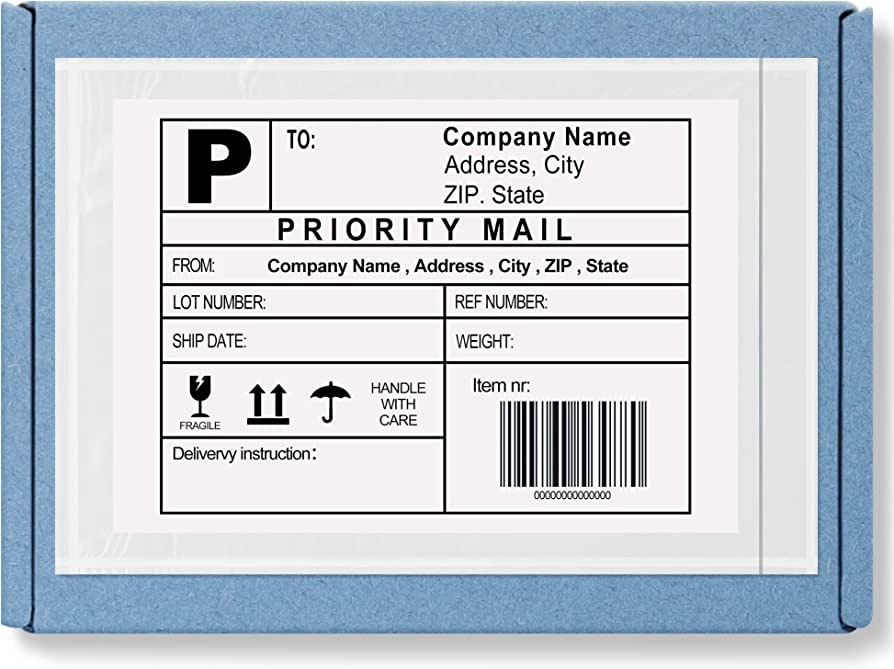 P
TO:
Company Name
Address, City
ZIP. State
PRIORITY MAIL
FROM: Company Name , Address , City , ZIP , State
LOT NUMBER:
REF NUMBER:
SHIP DATE:
WEIGHT:
FRAGILE
HANDLE
WITH
CARE
Item nr:
00000000000000
Delivervy instruction: